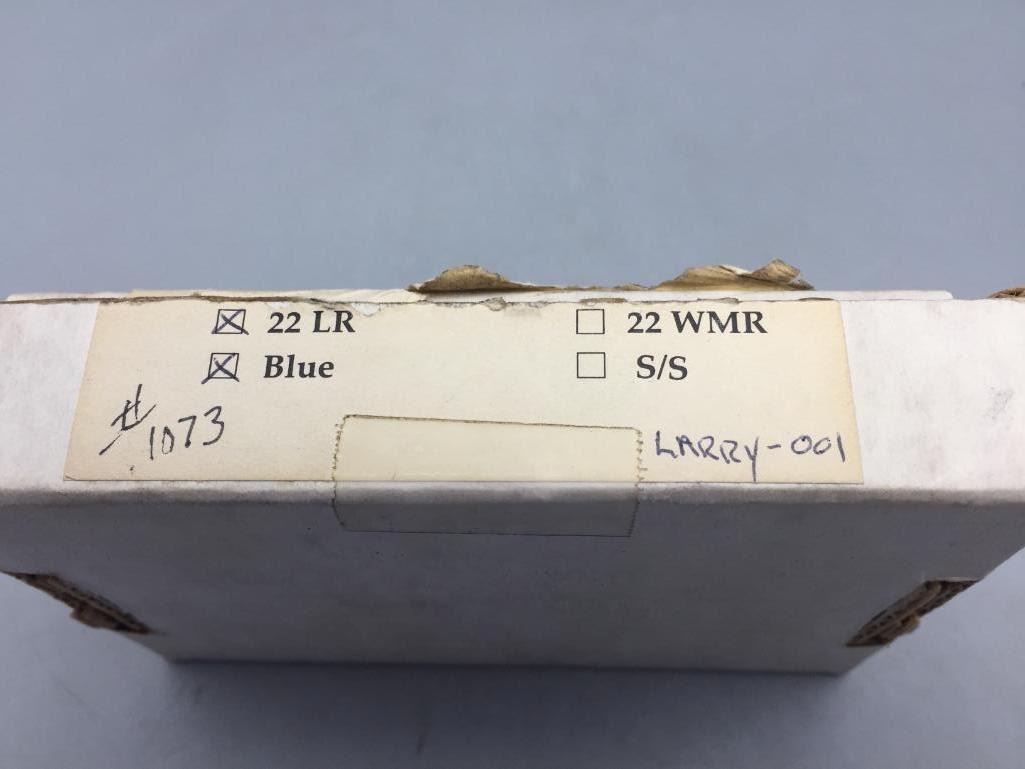 ☒ 22 LR ☐ 22 WMR
☒ Blue ☐ S/S
# 1073
LARRY-001